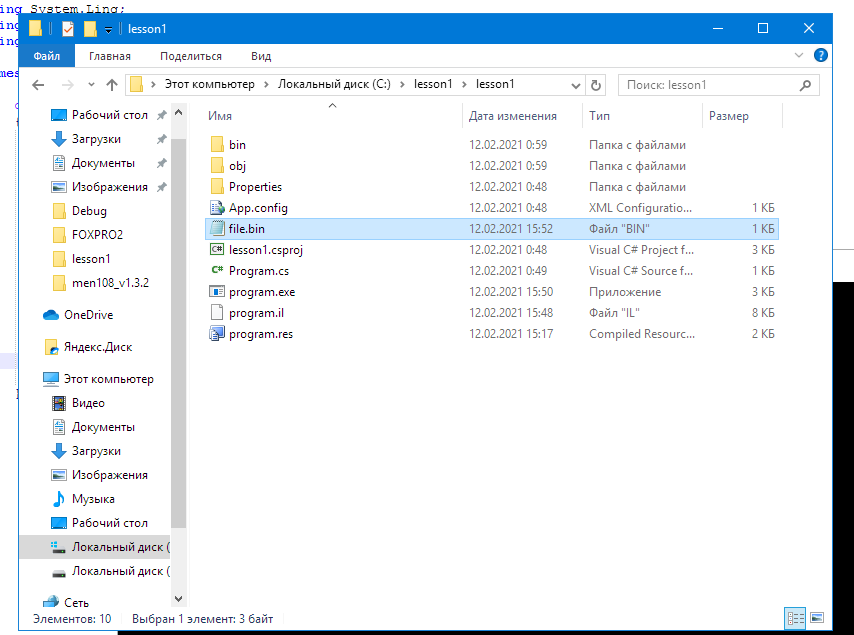 ing System.Linq;
ing
ing
mes
lesson1
Файл Главная Поделиться Вид
Этот компьютер Локальный диск (C:) lesson1 lesson1
Поиск: lesson1
Рабочий стол
Загрузки
Документы
Изображения
Debug
FOXPRO2
lesson1
men108_v1.3.2
OneDrive
Яндекс.Диск
Этот компьютер
Видео
Документы
Загрузки
Изображения
Музыка
Рабочий стол
Локальный диск (
Локальный диск (
Сеть
Имя Дата изменения Тип Размер
bin 12.02.2021 0:59 Папка с файлами
obj 12.02.2021 0:59 Папка с файлами
Properties 12.02.2021 0:48 Папка с файлами
App.config 12.02.2021 0:48 XML Configuratio... 1 КБ
file.bin 12.02.2021 15:52 Файл "BIN" 1 КБ
lesson1.csproj 12.02.2021 0:48 Visual C# Project f... 3 КБ
Program.cs 12.02.2021 0:49 Visual C# Source f... 1 КБ
program.exe 12.02.2021 15:50 Приложение 3 КБ
program.il 12.02.2021 15:48 Файл "IL" 8 КБ
program.res 12.02.2021 15:17 Compiled Resourc... 2 КБ
Элементов: 10 Выбран 1 элемент: 3 байт